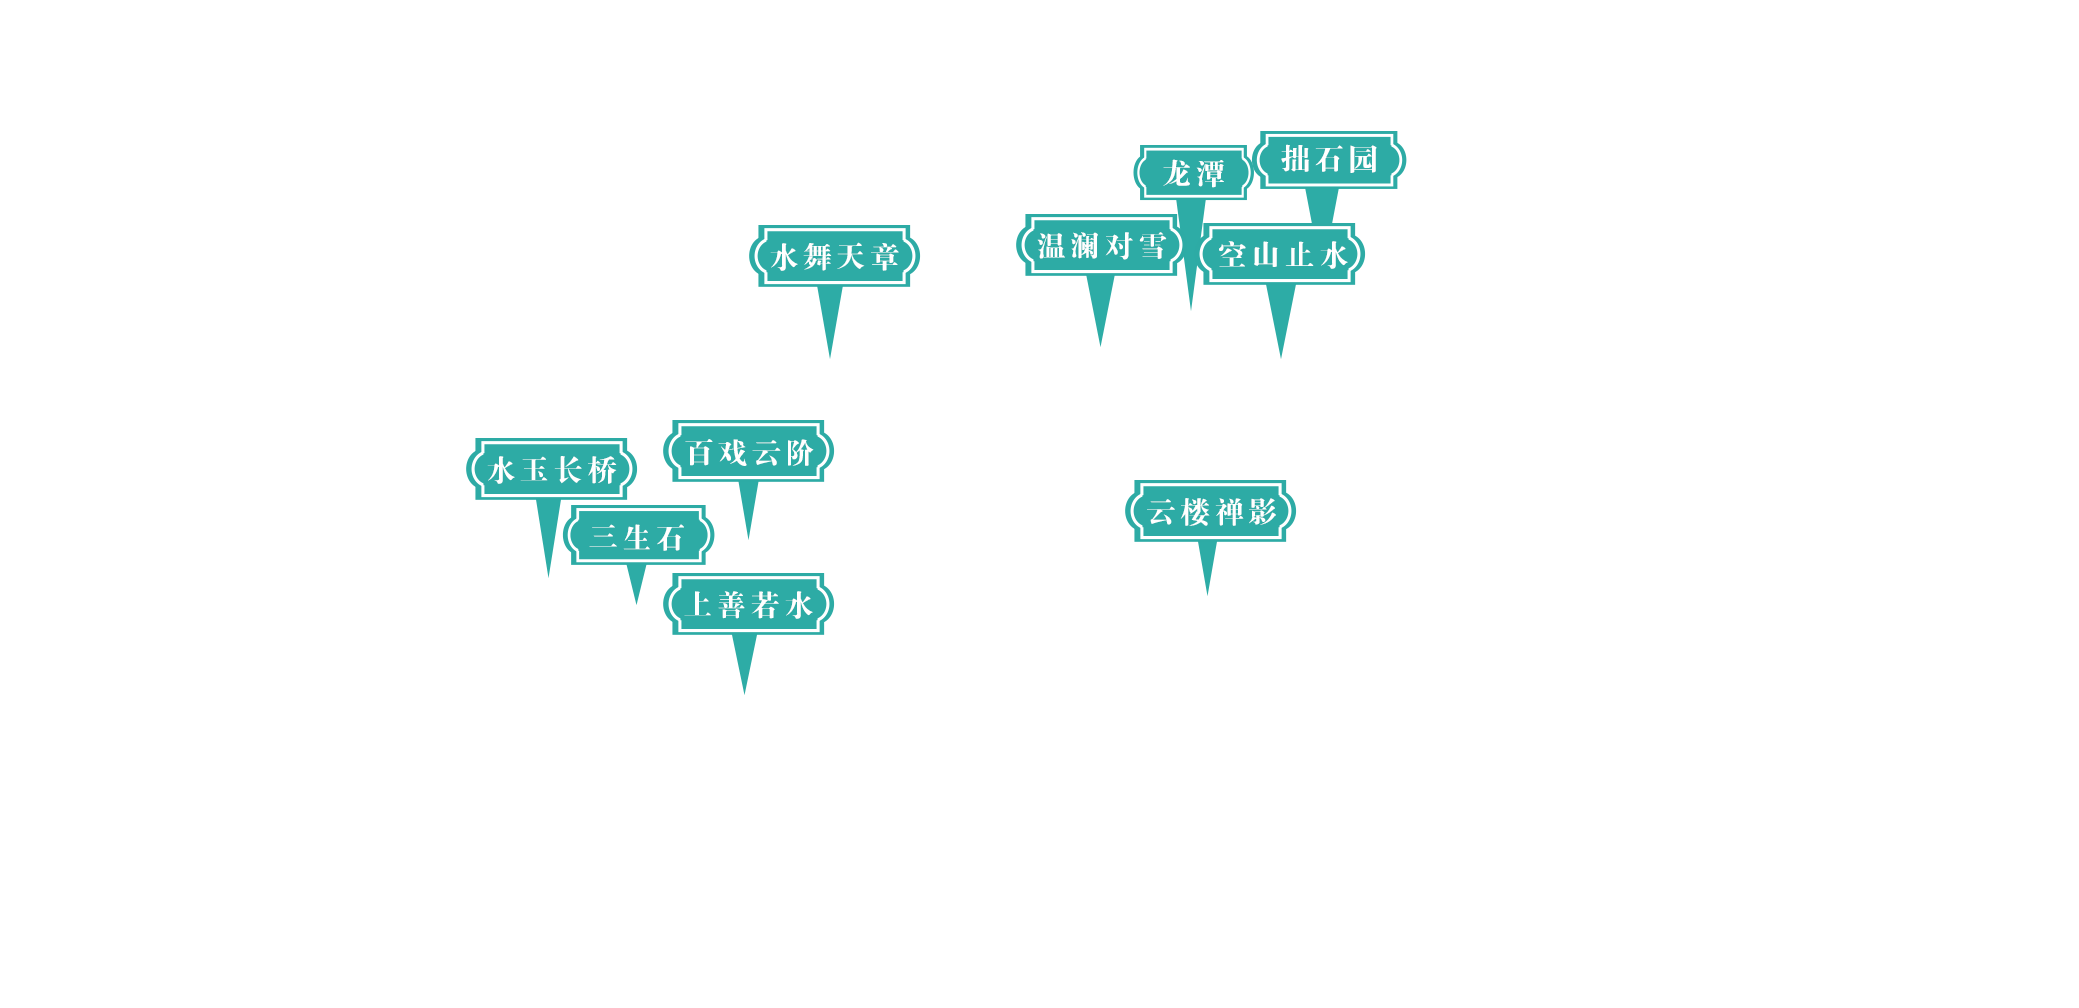 拙石园
龙潭
温澜对雪
空山止水
水舞天章
百戏云阶
水玉长桥
云楼禅影
三生石
上善若水